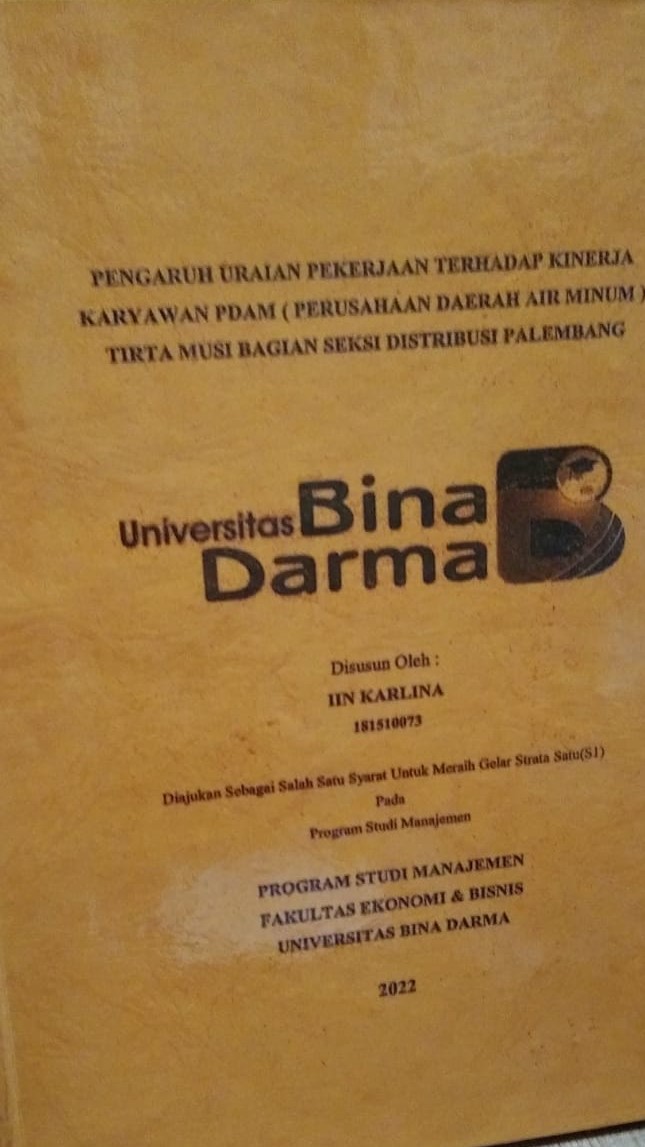 PENGARUH URAIAN PEKERJAAN TERHADAP KINERJA
KARYAWAN PDAM ( PERUSAHAAN DAERAH AIR MINUM )
TIRTA MUSI BAGIAN SEKSI DISTRIBUSI PALEMBANG
Universitas Bina
Darma
Disusun Oleh :
IIN KARLINA
181510073
Diajukan Sebagai Salah Satu Syarat Untuk Meraih Gelar Strata Satu(S1)
Pada
Program Studi Manajemen
PROGRAM STUDI MANAJEMEN
FAKULTAS EKONOMI & BISNIS
UNIVERSITAS BINA DARMA
2022